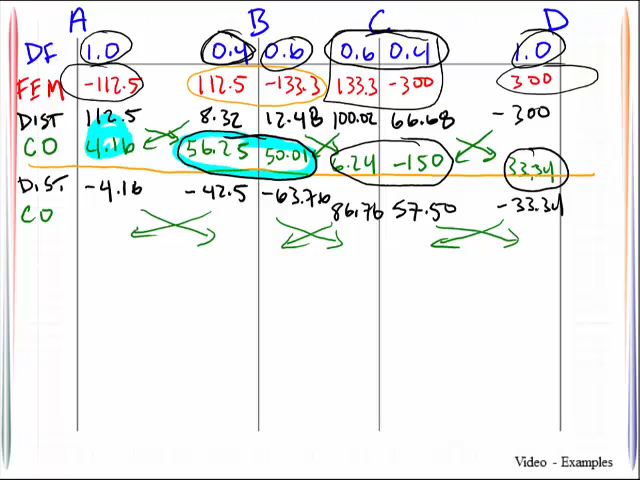 A B C D
DF 1.0 0.4 0.6 0.6 0.4 1.0
FEM -112.5 112.5 -133.3 133.3 -300 300
DIST 112.5 8.32 12.48 100.02 66.68 -300
CO 4.16 56.25 50.01 6.24 -150 33.34
DIST -4.16 -42.5 -63.76 86.76 57.50 -33.34
CO
Video - Examples